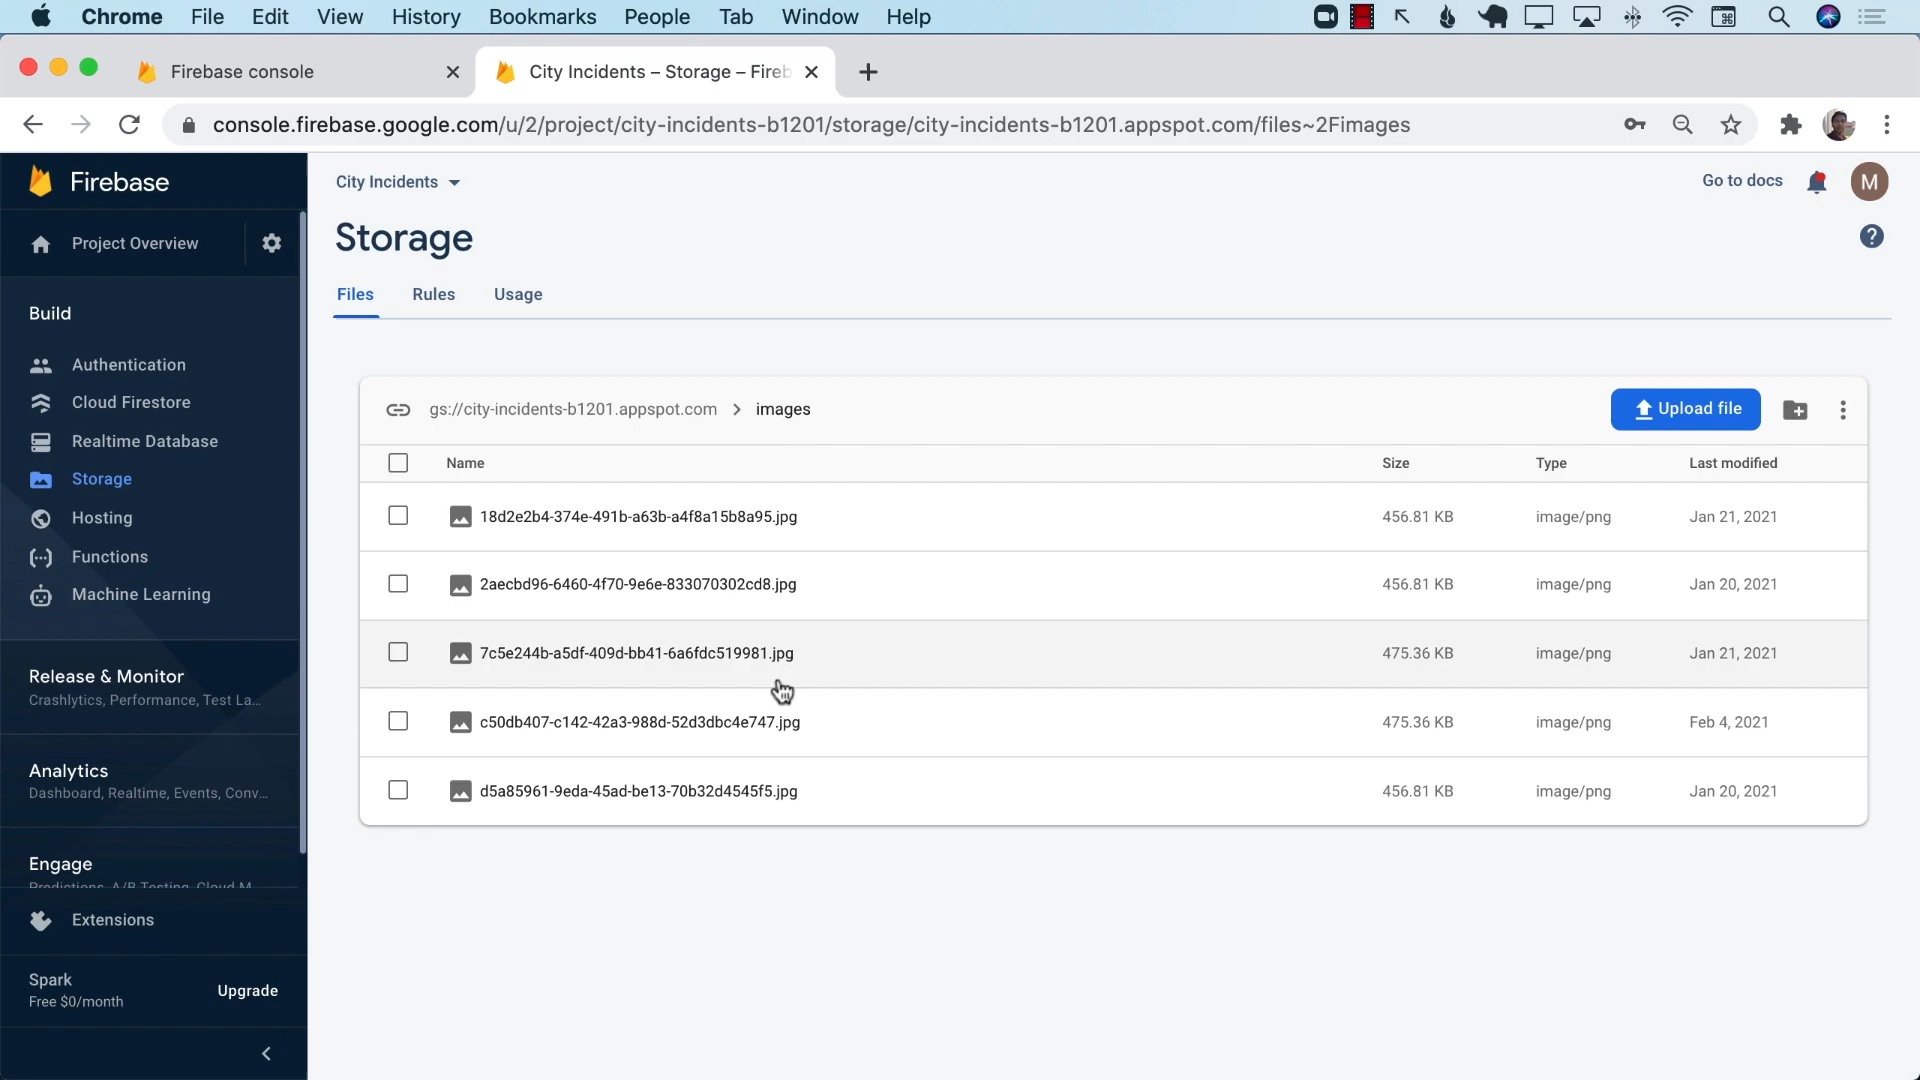 Chrome File Edit View History Bookmarks People Tab Window Help
Firebase console
City Incidents – Storage – Fireb
console.firebase.google.com/u/2/project/city-incidents-b1201/storage/city-incidents-b1201.appspot.com/files~2Fimages
Firebase
City Incidents
Go to docs
M
Project Overview
Storage
?
Files Rules Usage
Build
Authentication
Cloud Firestore
Realtime Database
Storage
Hosting
Functions
Machine Learning
Release & Monitor
Crashlytics, Performance, Test La...
Analytics
Dashboard, Realtime, Events, Conv...
Engage
Predictions, A/B Testing, Cloud M
Extensions
Spark
Free $0/month
Upgrade
gs://city-incidents-b1201.appspot.com > images
Upload file
Name Size Type Last modified
18d2e2b4-374e-491b-a63b-a4f8a15b8a95.jpg 456.81 KB image/png Jan 21, 2021
2aecbd96-6460-4f70-9e6e-833070302cd8.jpg 456.81 KB image/png Jan 20, 2021
7c5e244b-a5df-409d-bb41-6a6fdc519981.jpg 475.36 KB image/png Jan 21, 2021
c50db407-c142-42a3-988d-52d3dbc4e747.jpg 475.36 KB image/png Feb 4, 2021
d5a85961-9eda-45ad-be13-70b32d4545f5.jpg 456.81 KB image/png Jan 20, 2021